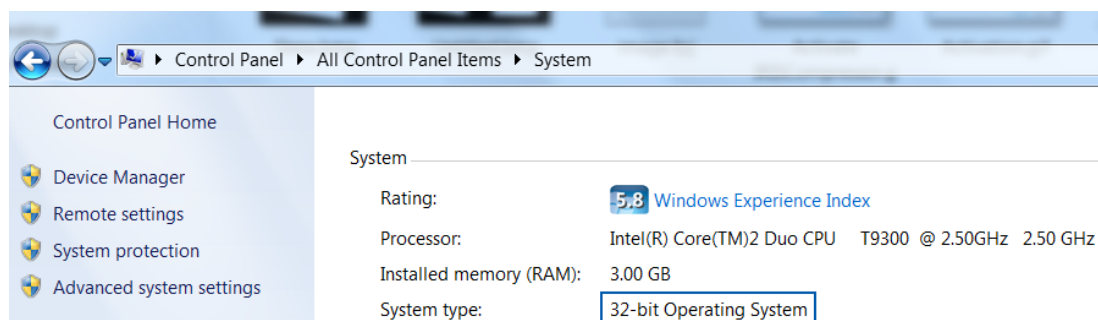 Control Panel ▸ All Control Panel Items ▸ System
Control Panel Home
Device Manager
Remote settings
System protection
Advanced system settings
System
Rating: 5.8 Windows Experience Index
Processor: Intel(R) Core(TM)2 Duo CPU T9300 @ 2.50GHz 2.50 GHz
Installed memory (RAM): 3.00 GB
System type: 32-bit Operating System